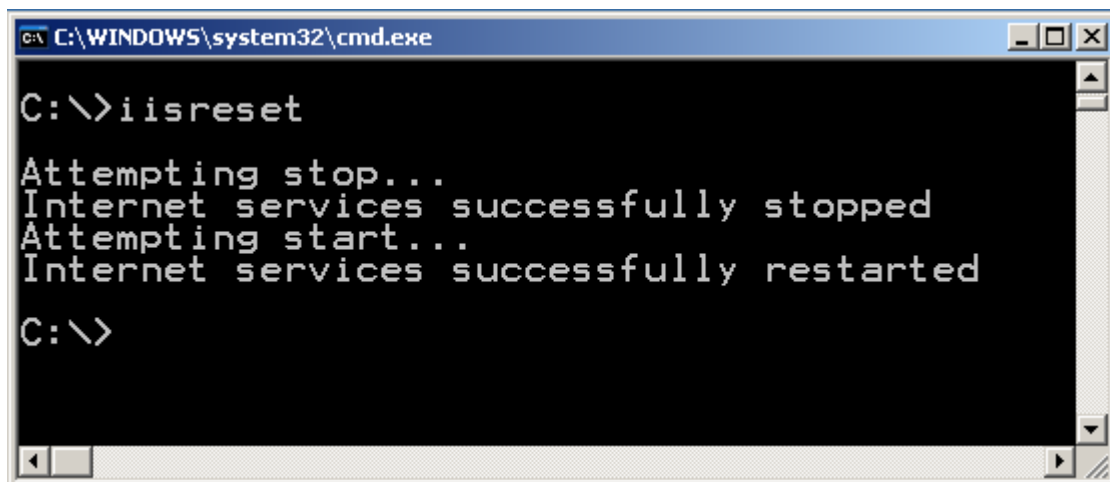 C:\WINDOWS\system32\cmd.exe
C:\>iisreset
Attempting stop...
Internet services successfully stopped
Attempting start...
Internet services successfully restarted
C:\>